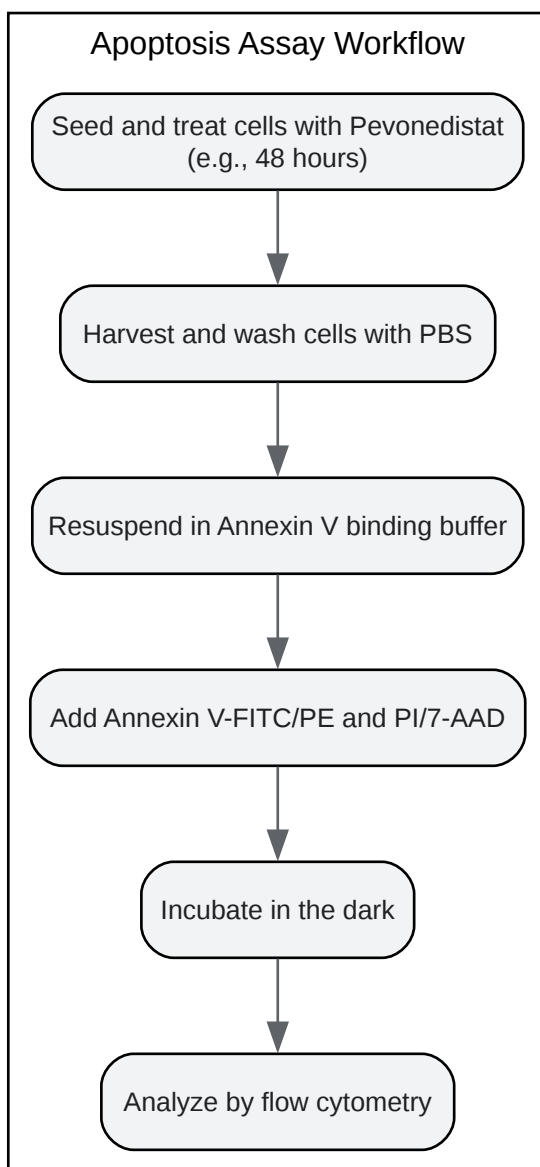 Apoptosis Assay Workflow
Seed and treat cells with Pevonedistat
(e.g., 48 hours)
Harvest and wash cells with PBS
Resuspend in Annexin V binding buffer
Add Annexin V-FITC/PE and PI/7-AAD
Incubate in the dark
Analyze by flow cytometry